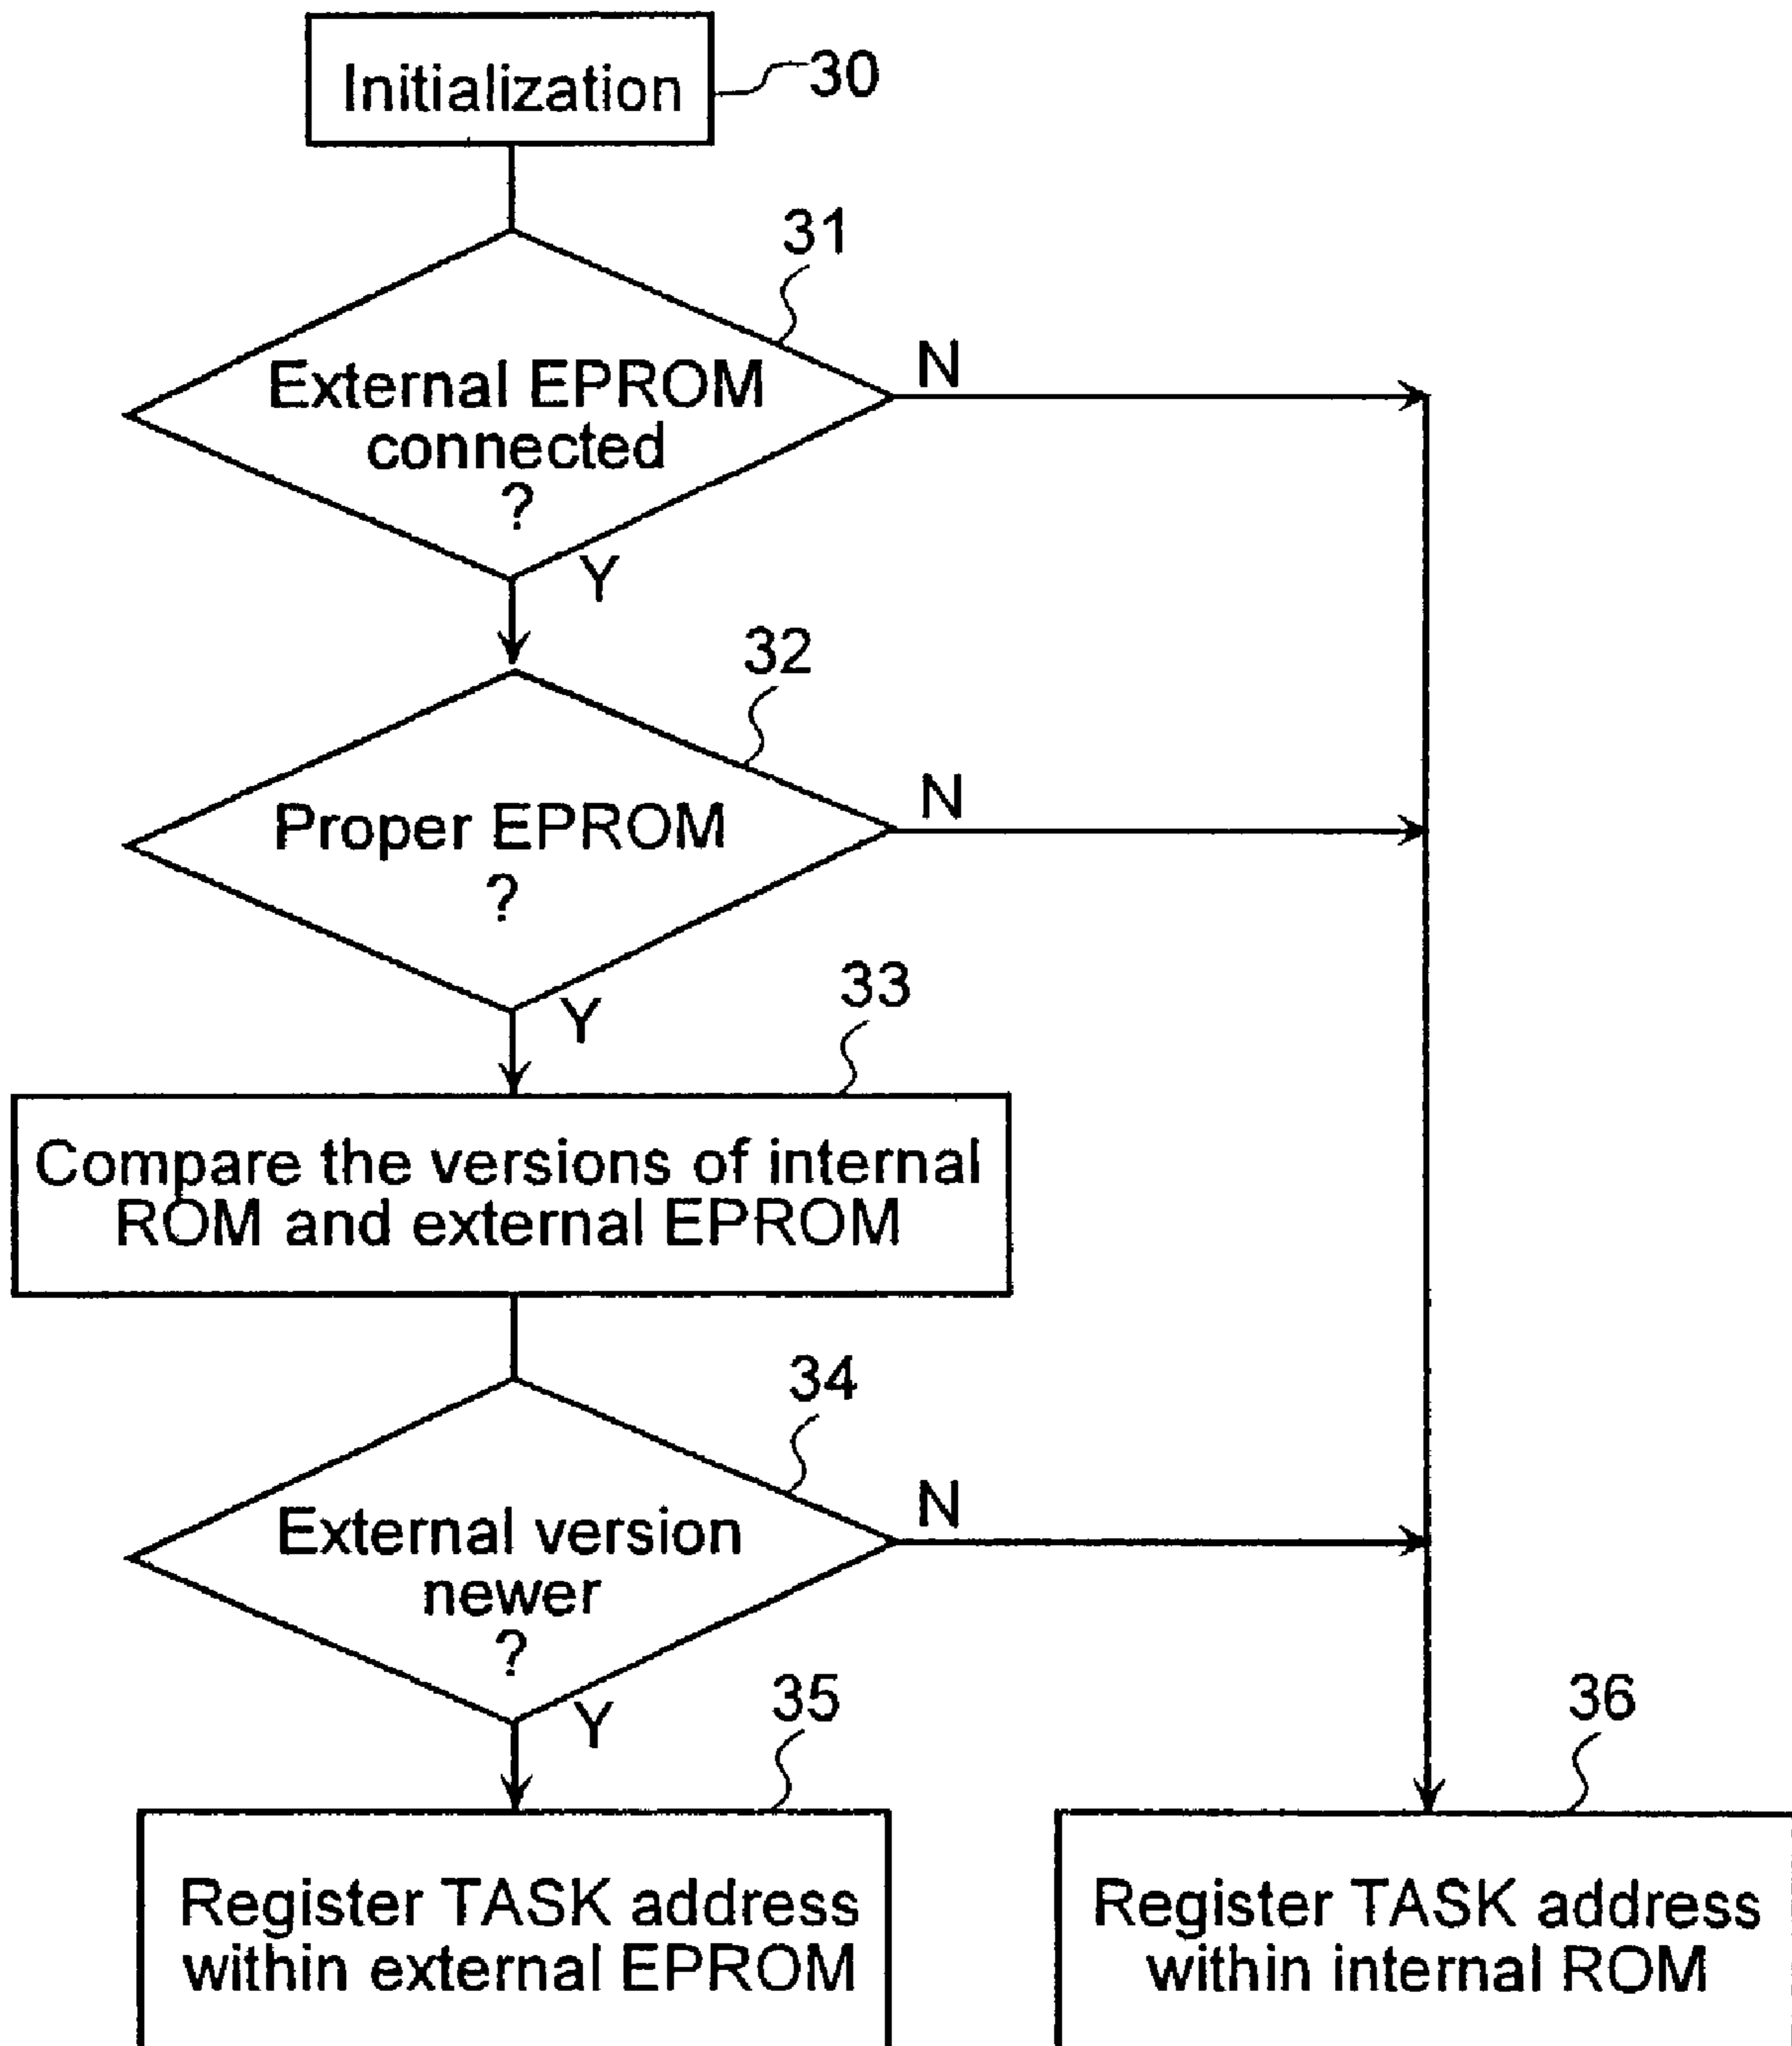 Initialization
30
31
External EPROM
connected
?
N
Y
32
Proper EPROM
?
N
Y
33
Compare the versions of internal
ROM and external EPROM
34
External version
newer
?
N
Y
35
Register TASK address
within external EPROM
36
Register TASK address
within internal ROM